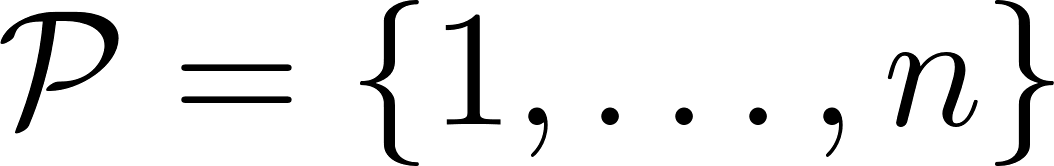 𝒫 = {1, . . . , n}